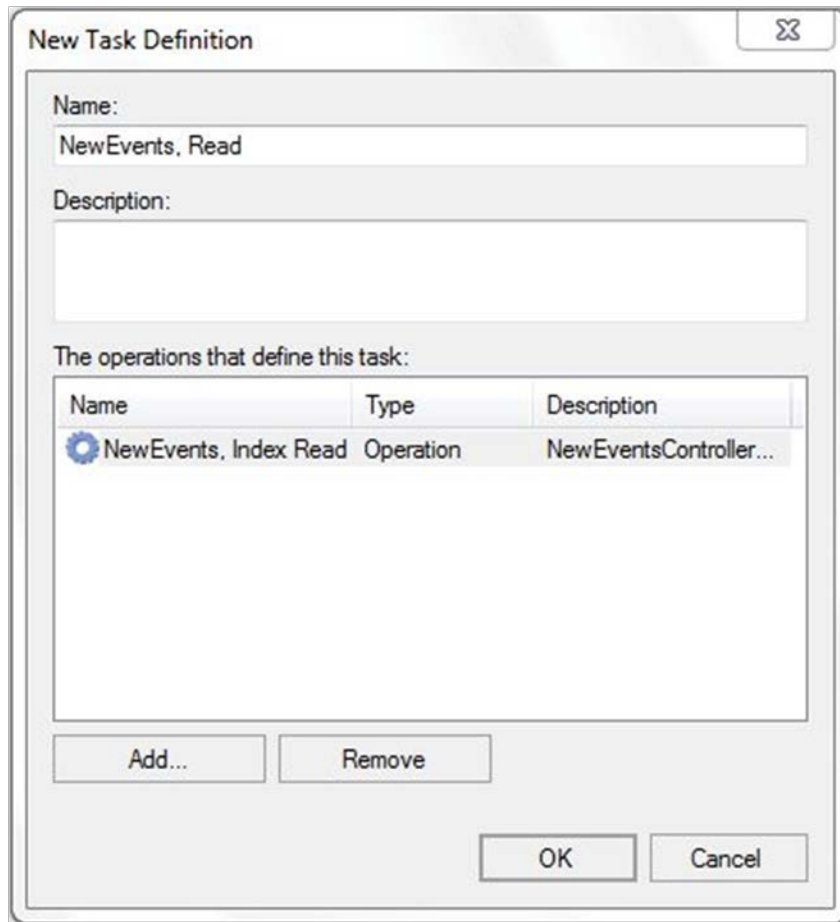 New Task Definition
Name:
NewEvents, Read
Description:
The operations that define this task:
Name Type Description
NewEvents, Index Read Operation NewEventsController...
Add... Remove
OK Cancel